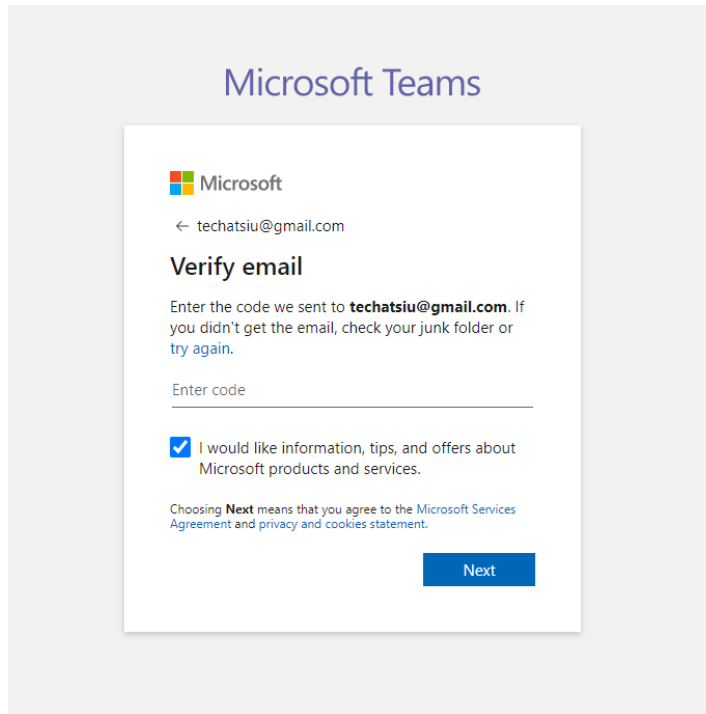 Microsoft Teams
Microsoft
← techatsiu@gmail.com
Verify email
Enter the code we sent to techatsiu@gmail.com. If
you didn't get the email, check your junk folder or
try again.
Enter code
I would like information, tips, and offers about
Microsoft products and services.
Choosing Next means that you agree to the Microsoft Services
Agreement and privacy and cookies statement.
Next